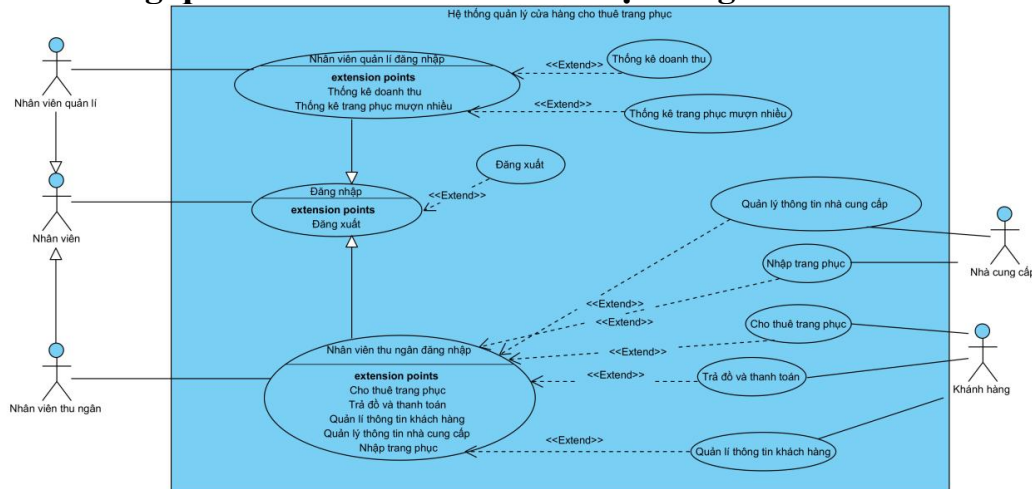 Hệ thống quản lý cửa hàng cho thuê trang phục
Nhân viên quản lí
Nhân viên quản lí đăng nhập
extension points
Thống kê doanh thu
Thống kê trang phục mượn nhiều
<<Extend>>
Thống kê doanh thu
<<Extend>>
Thống kê trang phục mượn nhiều
Nhân viên
Đăng nhập
extension points
Đăng xuất
<<Extend>>
Đăng xuất
Quản lý thông tin nhà cung cấp
Nhập trang phục
Nhà cung cấp
<<Extend>>
<<Extend>>
Cho thuê trang phục
Nhân viên thu ngân
Nhân viên thu ngân đăng nhập
extension points
Cho thuê trang phục
Trả đồ và thanh toán
Quản lí thông tin khách hàng
Quản lý thông tin nhà cung cấp
Nhập trang phục
<<Extend>>
<<Extend>>
Trả đồ và thanh toán
Khánh hàng
<<Extend>>
Quản lí thông tin khách hàng